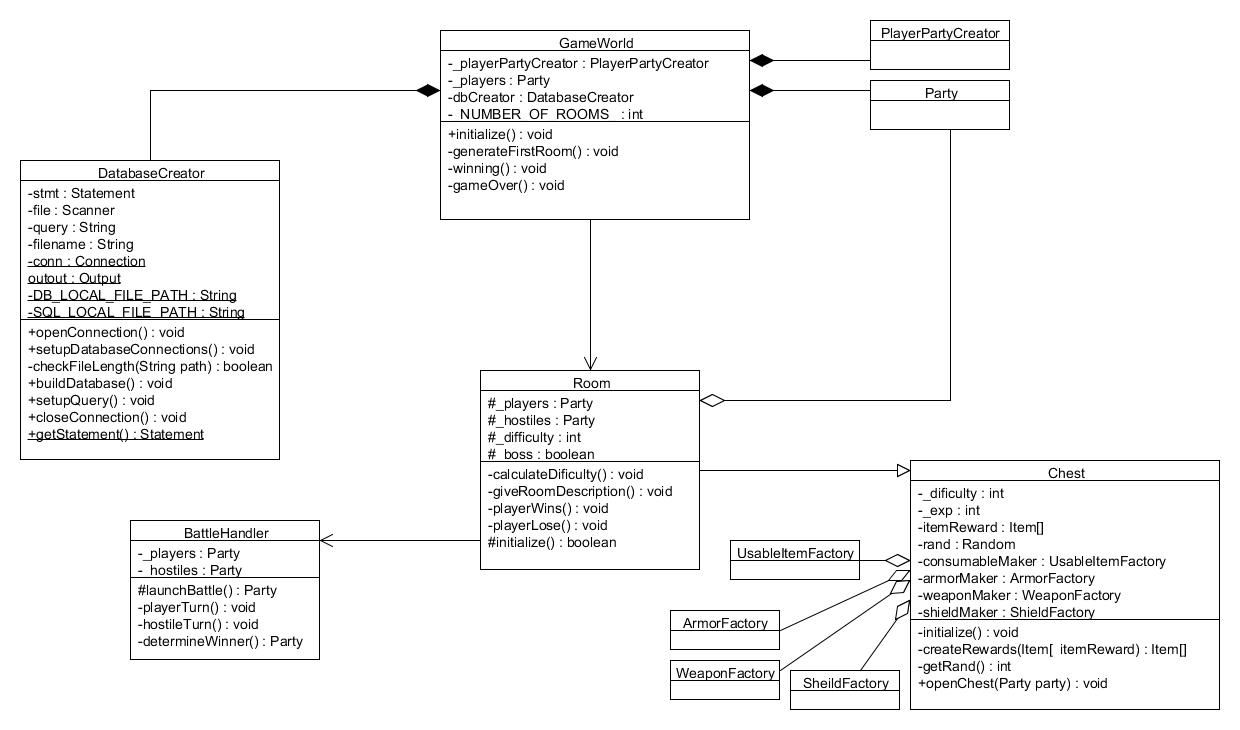 PlayerPartyCreator
GameWorld
-_playerPartyCreator : PlayerPartyCreator
-_players : Party
-dbCreator : DatabaseCreator
-_NUMBER_OF_ROOMS_ : int
+initialize() : void
-generateFirstRoom() : void
-winning() : void
-gameOver() : void
Party
DatabaseCreator
-stmt : Statement
-file : Scanner
-query : String
-filename : String
-conn : Connection
outout : Output
-DB_LOCAL_FILE_PATH : String
-SQL_LOCAL_FILE_PATH : String
+openConnection() : void
+setupDatabaseConnections() : void
-checkFileLength(String path) : boolean
+buildDatabase() : void
+setupQuery() : void
+closeConnection() : void
+getStatement() : Statement
Room
#_players : Party
#_hostiles : Party
#_difficulty : int
#_boss : boolean
-calculateDificulty() : void
-giveRoomDescription() : void
-playerWins() : void
-playerLose() : void
#initialize() : boolean
Chest
-_dificulty : int
-_exp : int
-itemReward : Item[]
-rand : Random
-consumableMaker : UsableItemFactory
-armorMaker : ArmorFactory
-weaponMaker : WeaponFactory
-shieldMaker : ShieldFactory
-initialize() : void
-createRewards(Item[_itemReward) : Item[]
-getRand() : int
+openChest(Party party) : void
BattleHandler
-_players : Party
-_hostiles : Party
#launchBattle() : Party
-playerTurn() : void
-hostileTurn() : void
-determineWinner() : Party
UsableItemFactory
ArmorFactory
WeaponFactory
SheildFactory